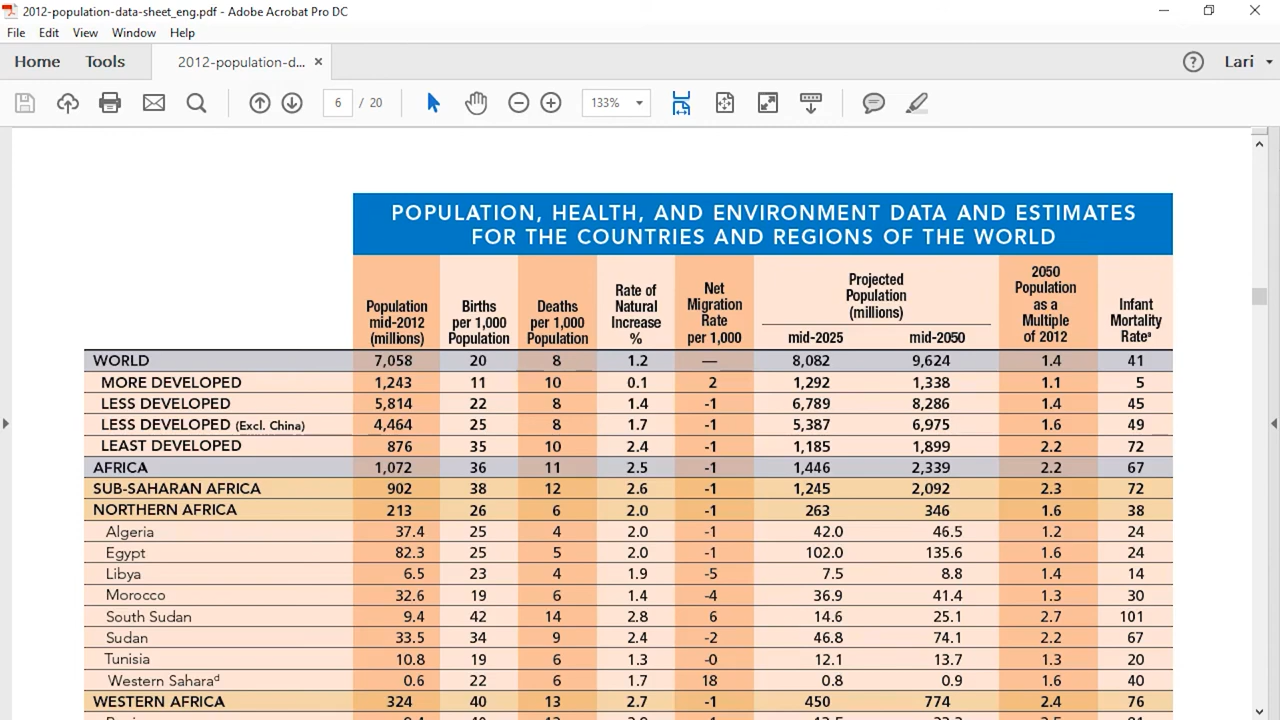 2012-population-data-sheet_eng.pdf - Adobe Acrobat Pro DC
File Edit View Window Help
Home Tools 2012-population-d... × ? Lari
6 / 20 133%
POPULATION, HEALTH, AND ENVIRONMENT DATA AND ESTIMATES
FOR THE COUNTRIES AND REGIONS OF THE WORLD
Population mid-2012 (millions)
Births per 1,000 Population
Deaths per 1,000 Population
Rate of Natural Increase %
Net Migration Rate per 1,000
Projected Population (millions)
mid-2025 mid-2050
2050 Population as a Multiple of 2012
Infant Mortality Rateᵃ
WORLD 7,058 20 8 1.2 — 8,082 9,624 1.4 41
MORE DEVELOPED 1,243 11 10 0.1 2 1,292 1,338 1.1 5
LESS DEVELOPED 5,814 22 8 1.4 -1 6,789 8,286 1.4 45
LESS DEVELOPED (Excl. China) 4,464 25 8 1.7 -1 5,387 6,975 1.6 49
LEAST DEVELOPED 876 35 10 2.4 -1 1,185 1,899 2.2 72
AFRICA 1,072 36 11 2.5 -1 1,446 2,339 2.2 67
SUB-SAHARAN AFRICA 902 38 12 2.6 -1 1,245 2,092 2.3 72
NORTHERN AFRICA 213 26 6 2.0 -1 263 346 1.6 38
Algeria 37.4 25 4 2.0 -1 42.0 46.5 1.2 24
Egypt 82.3 25 5 2.0 -1 102.0 135.6 1.6 24
Libya 6.5 23 4 1.9 -5 7.5 8.8 1.4 14
Morocco 32.6 19 6 1.4 -4 36.9 41.4 1.3 30
South Sudan 9.4 42 14 2.8 6 14.6 25.1 2.7 101
Sudan 33.5 34 9 2.4 -2 46.8 74.1 2.2 67
Tunisia 10.8 19 6 1.3 -0 12.1 13.7 1.3 20
Western Saharaᵈ 0.6 22 6 1.7 18 0.8 0.9 1.6 40
WESTERN AFRICA 324 40 13 2.7 -1 450 774 2.4 76